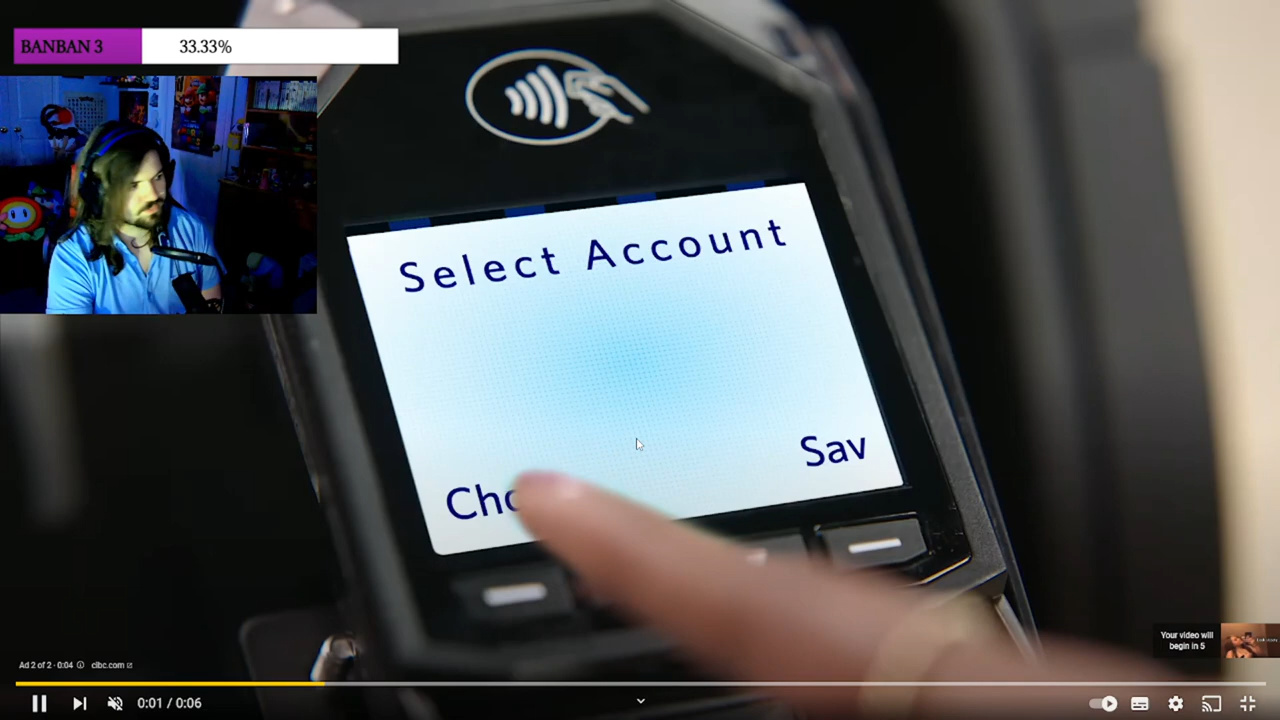 BANBAN 3 33.33%
Select Account
Sav
Your video will
begin in 5
Ad 2 of 2 · 0:04 cibc.com
0:01 / 0:06